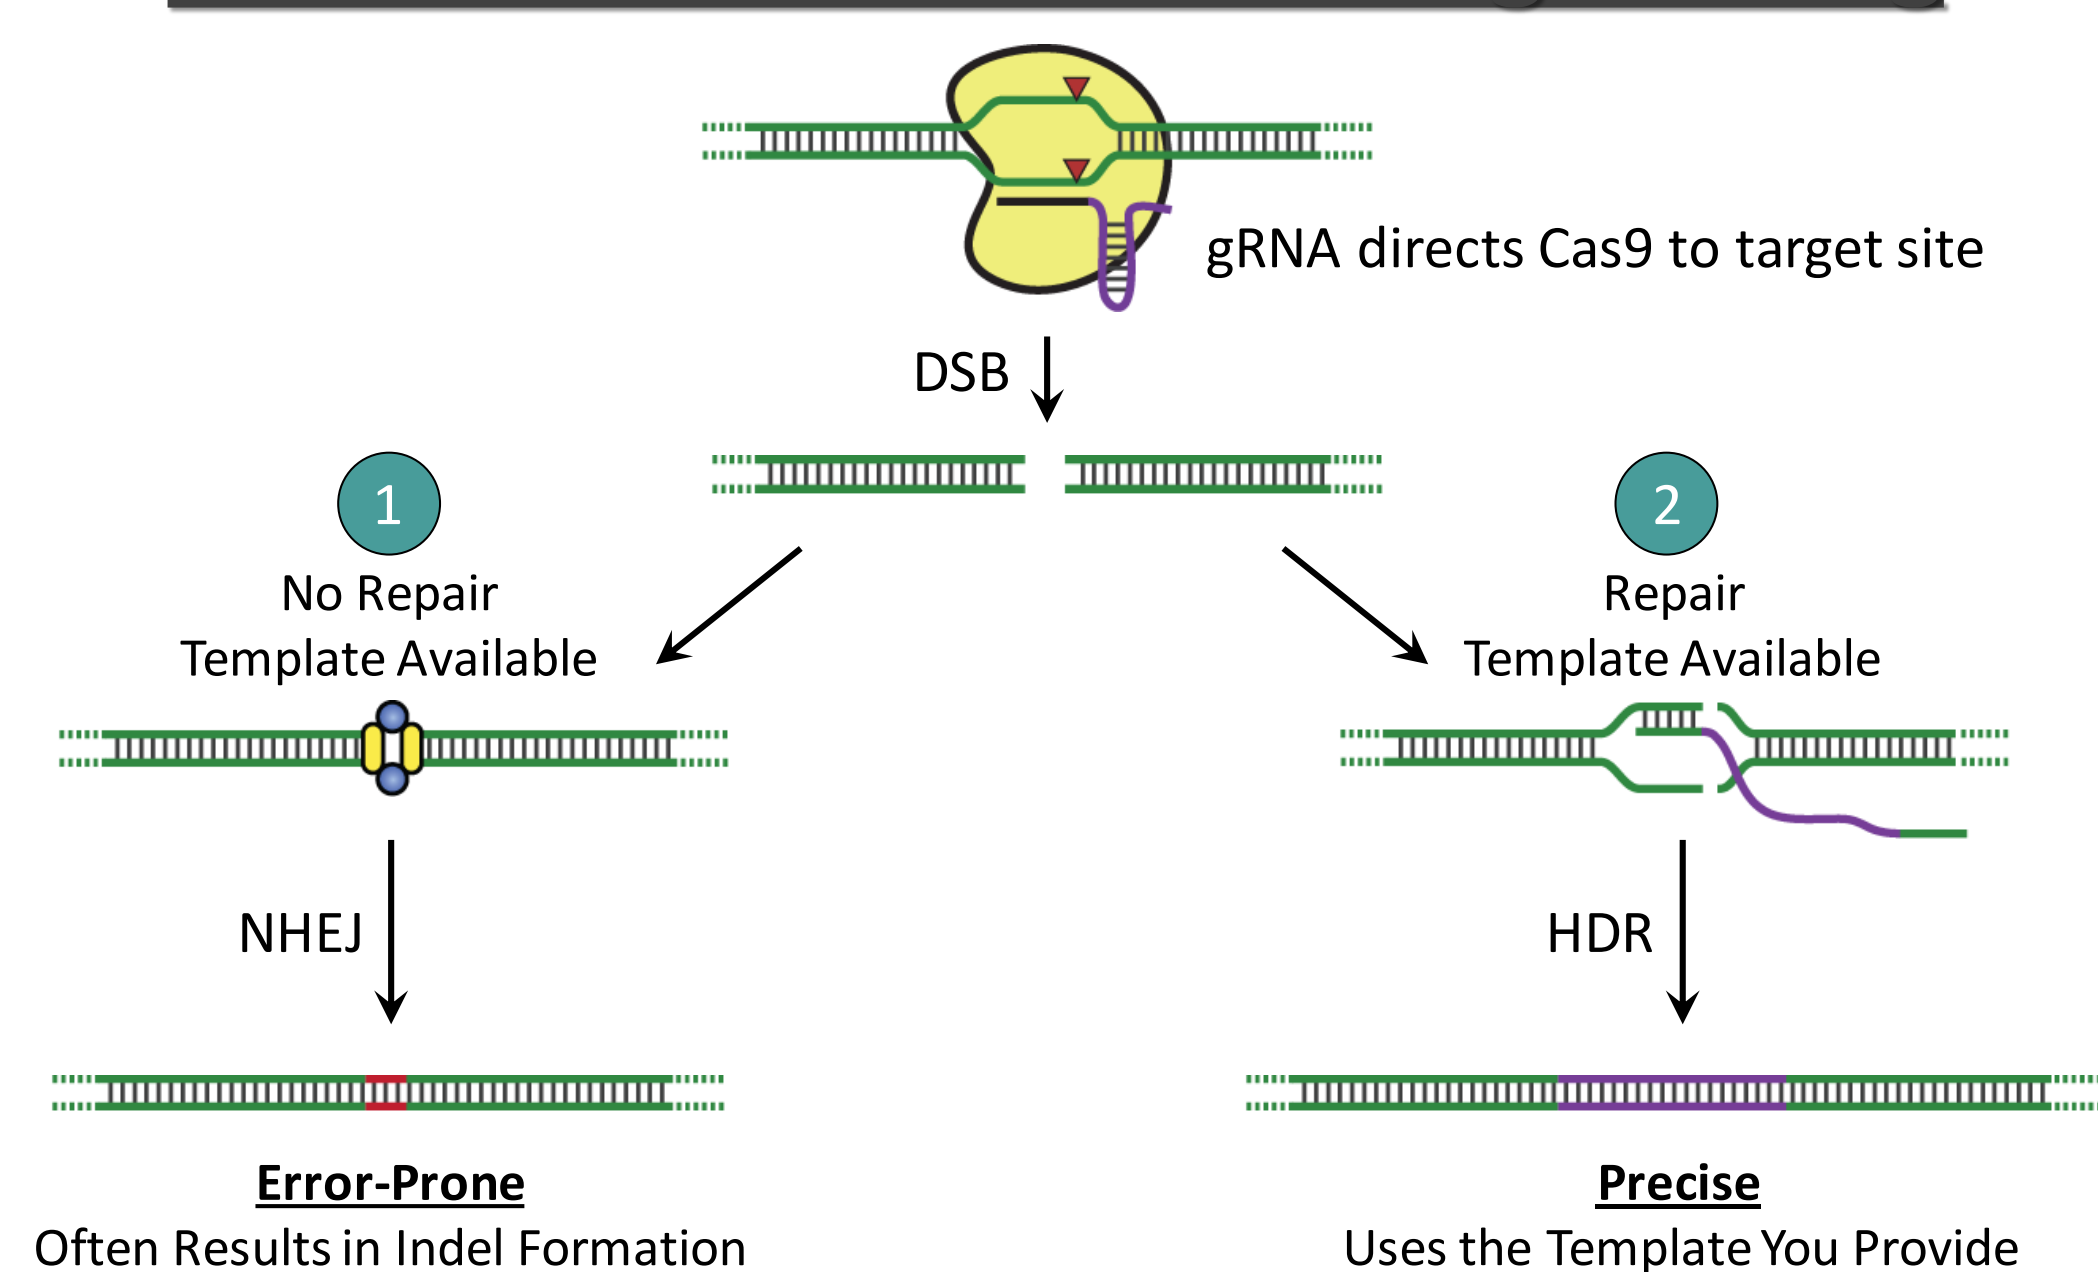 gRNA directs Cas9 to target site
DSB
1
No Repair
Template Available
NHEJ
Error-Prone
Often Results in Indel Formation
2
Repair
Template Available
HDR
Precise
Uses the Template You Provide